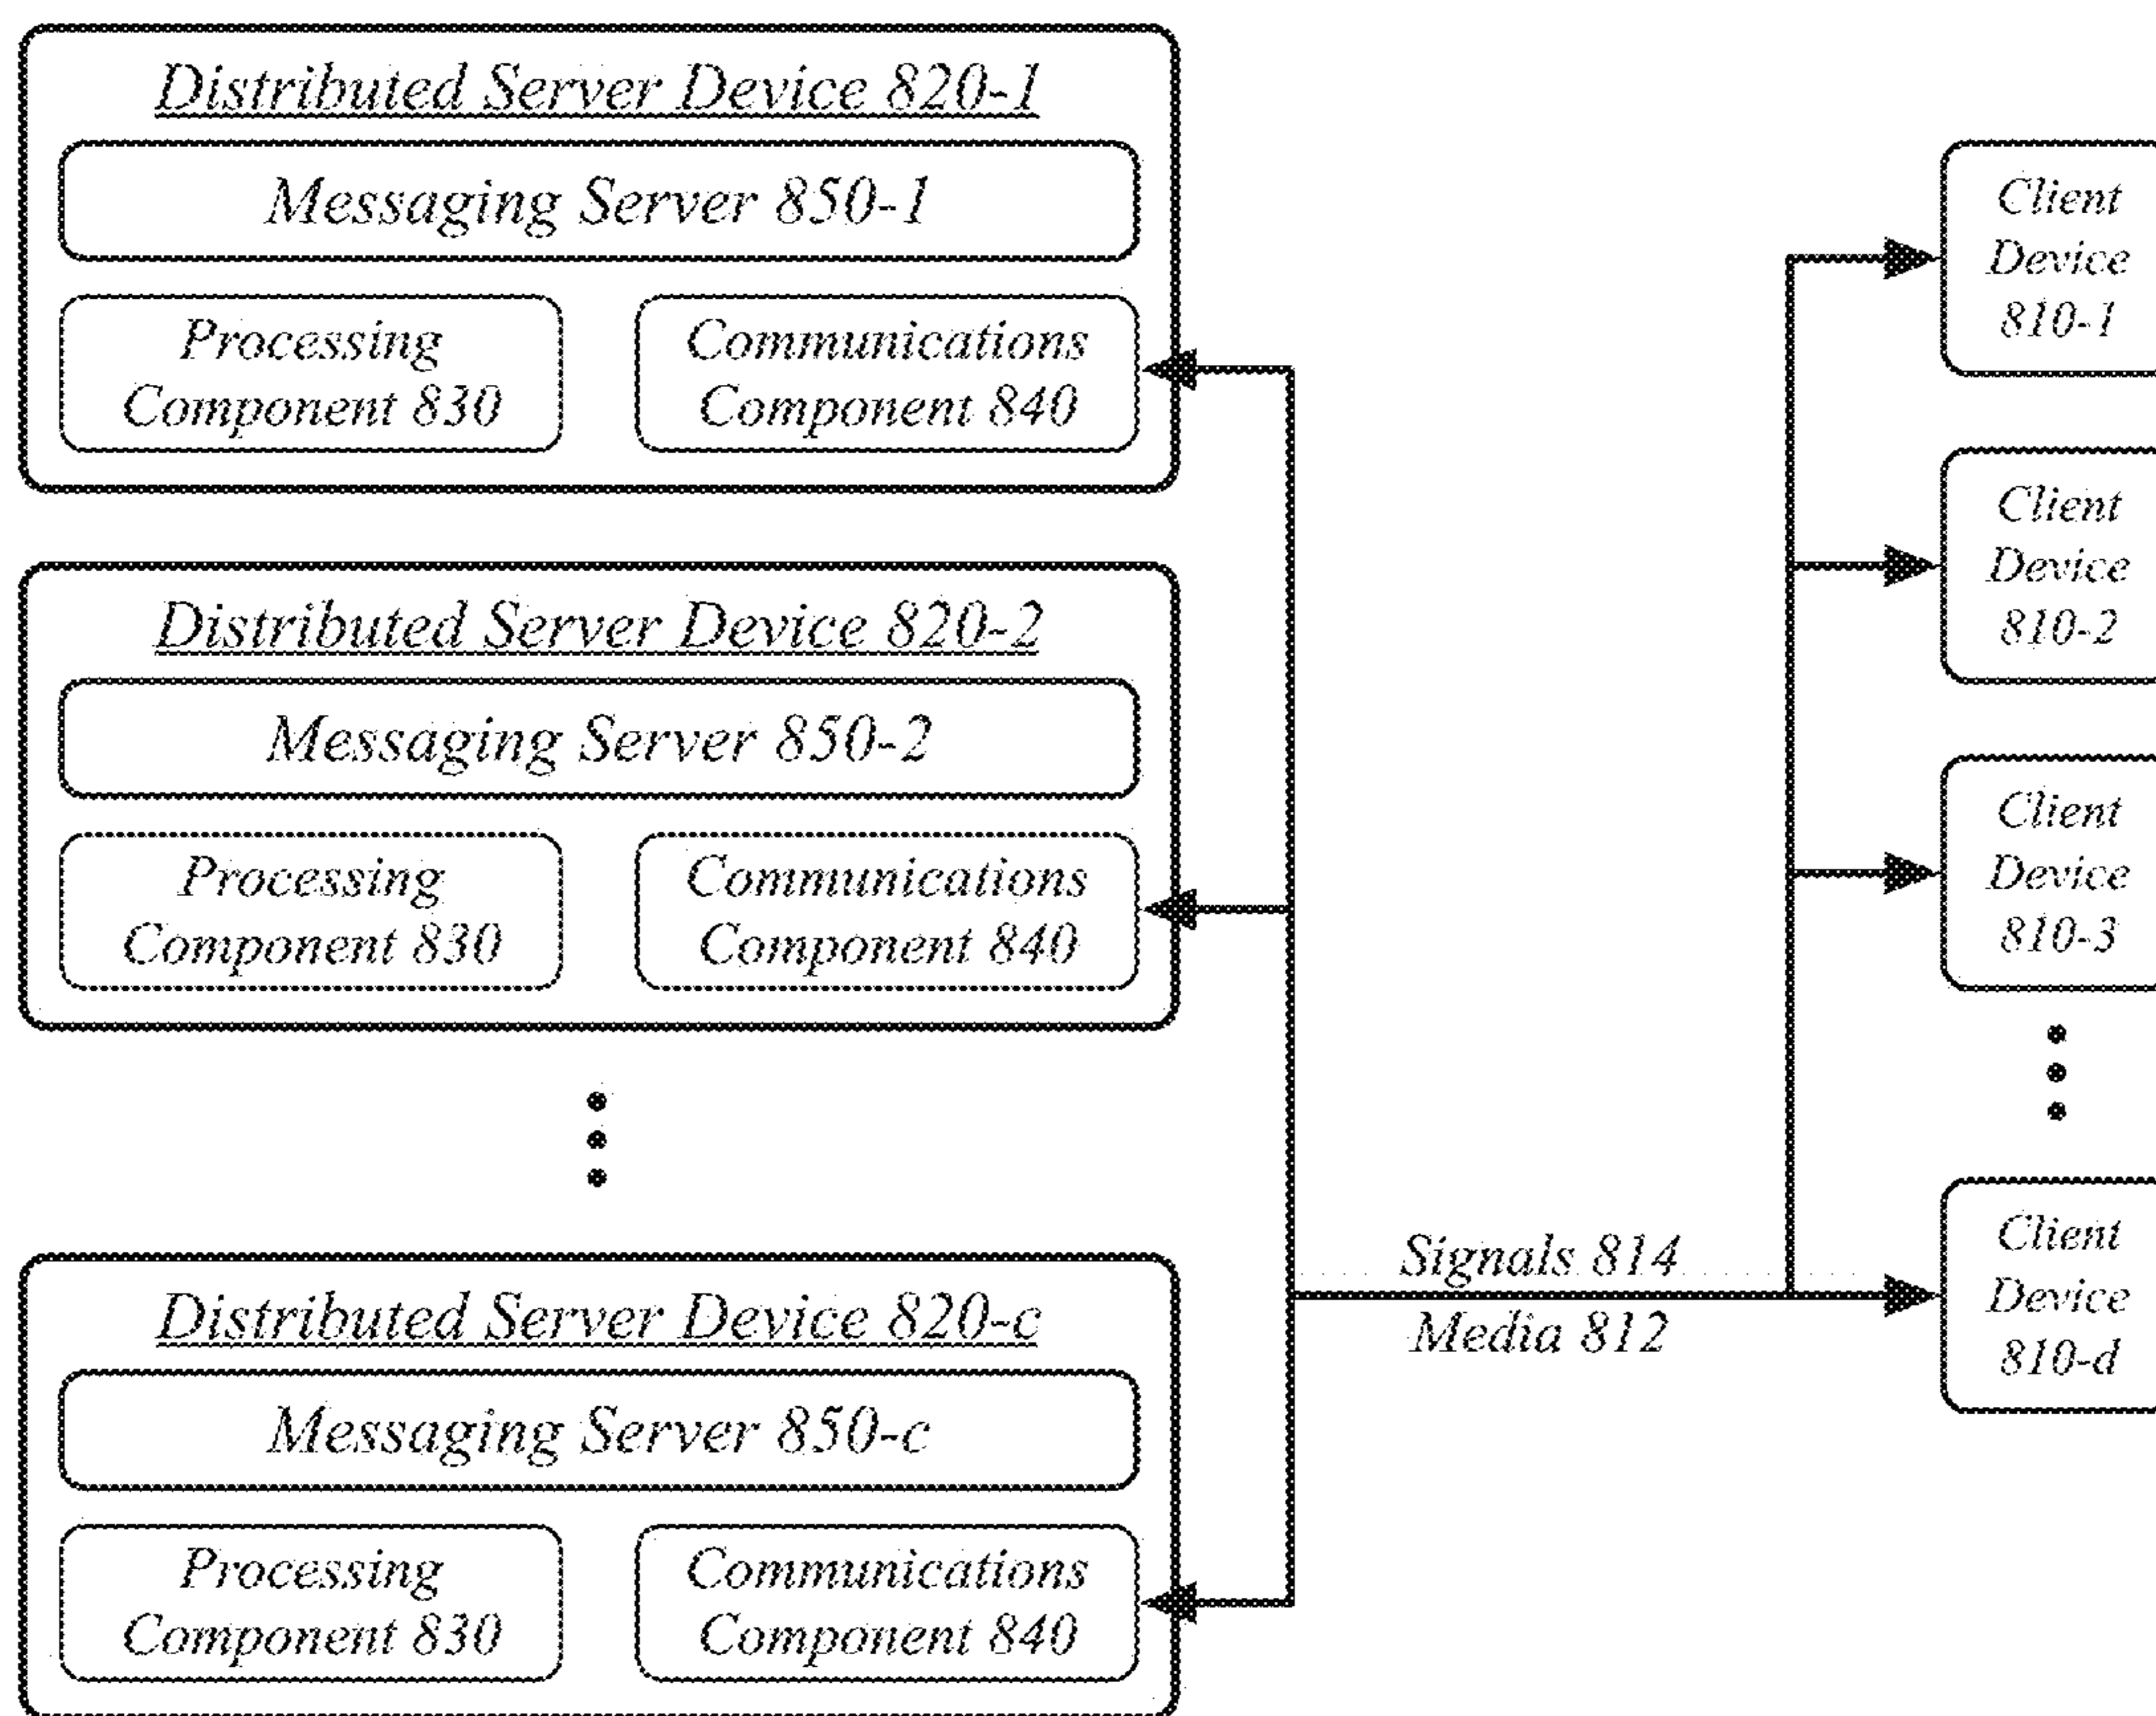 Distributed Server Device 820-1
Messaging Server 850-1
Processing
Component 830
Communications
Component 840
Distributed Server Device 820-2
Messaging Server 850-2
Processing
Component 830
Communications
Component 840
Distributed Server Device 820-c
Messaging Server 850-c
Processing
Component 830
Communications
Component 840
Signals 814
Media 812
Client
Device
810-1
Client
Device
810-2
Client
Device
810-3
Client
Device
810-d